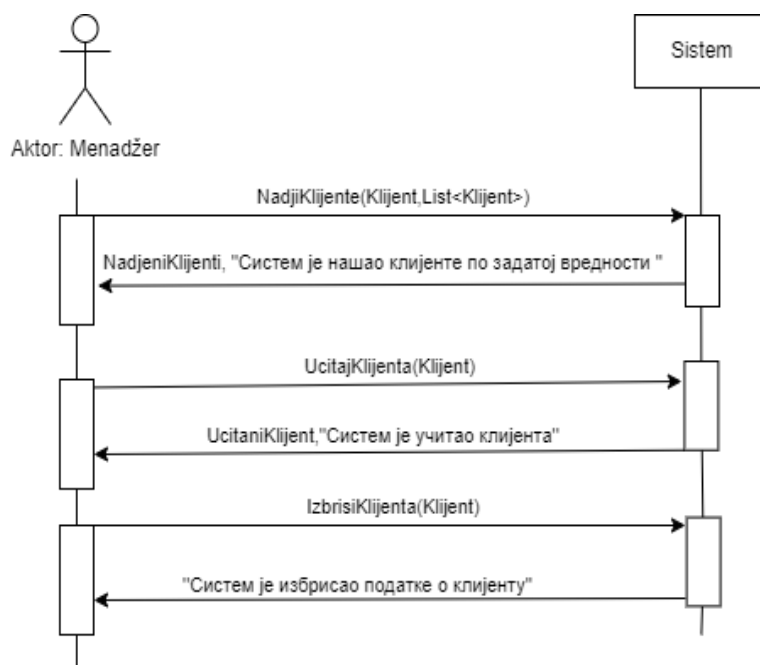 Sistem
Aktor: Menadžer
NadjiKlijente(Klijent,List<Klijent>)
NadjeniKlijenti, "Систем је нашао клијенте по задатој вредности "
UcitajKlijenta(Klijent)
UcitaniKlijent,"Систем је учитао клијента"
IzbrisiKlijenta(Klijent)
"Систем је избрисао податке о клијенту"